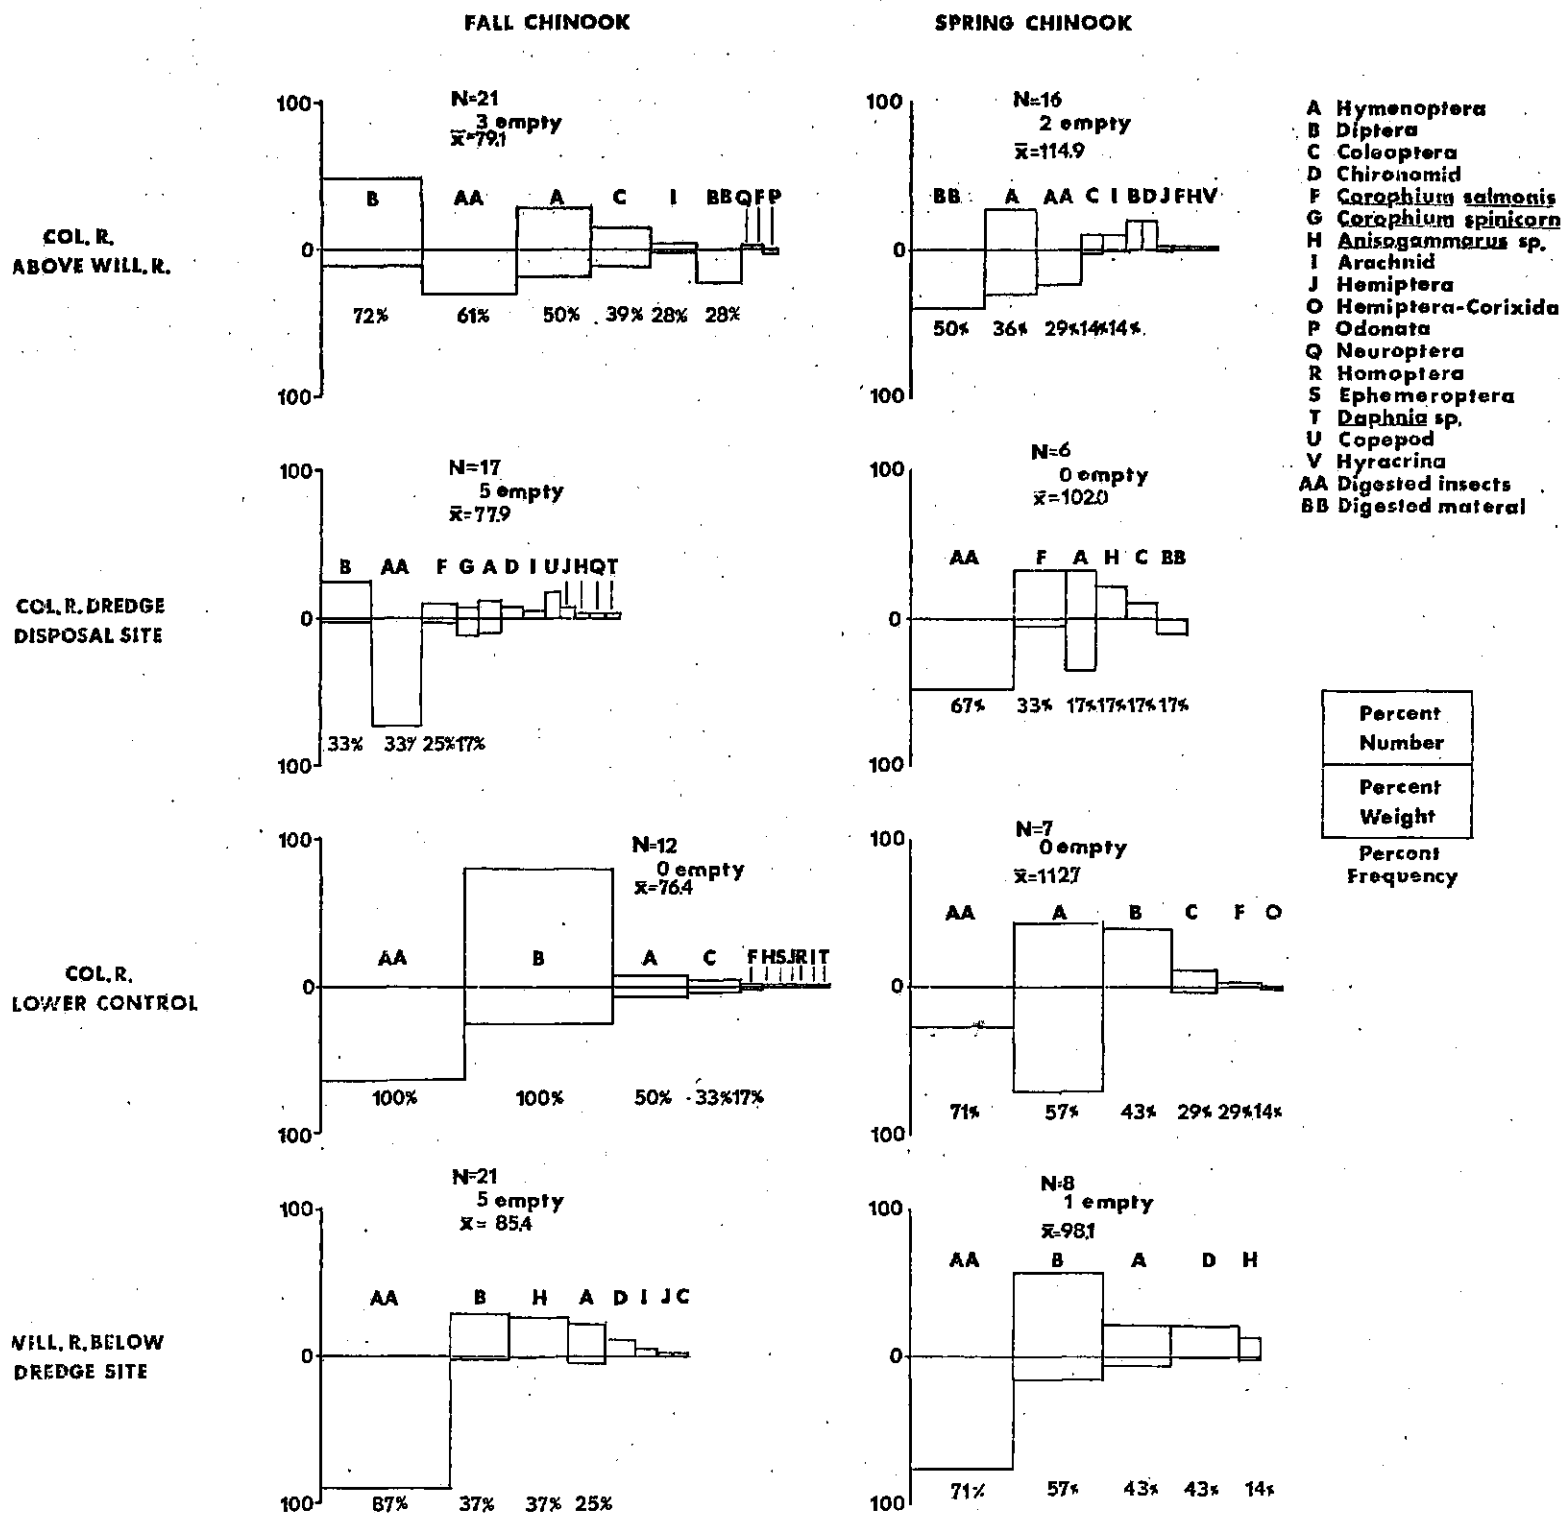 FALL CHINOOK
SPRING CHINOOK
COL. R.
ABOVE WILL. R.
100
0
100
N=21
3 empty
x̄=79.1
B AA A C I BB Q F P
72% 61% 50% 39% 28% 28%
100
0
100
N=16
2 empty
x̄=114.9
BB A AA C I B D J F H V
50% 36% 29% 14% 14%
A Hymenoptera
B Diptera
C Coleoptera
D Chironomid
F Corophium salmonis
G Corophium spinicorn
H Anisogammarus sp.
I Arachnid
J Hemiptera
O Hemiptera-Corixida
P Odonata
Q Neuroptera
R Homoptera
S Ephemeroptera
T Daphnia sp.
U Copepod
V Hyracrina
AA Digested insects
BB Digested materal
COL. R. DREDGE
DISPOSAL SITE
100
0
100
N=17
5 empty
x̄=77.9
B AA F G A D I U J H Q T
33% 33% 25% 17%
100
0
100
N=6
0 empty
x̄=102.0
AA F A H C BB
67% 33% 17% 17% 17% 17%
Percent
Number
Percent
Weight
Percent
Frequency
COL. R.
LOWER CONTROL
100
0
100
N=12
0 empty
x̄=76.4
AA B A C F H S J R I T
100% 100% 50% 33% 17%
100
0
100
N=7
0 empty
x̄=112.7
AA A B C F O
71% 57% 43% 29% 29% 14%
WILL. R. BELOW
DREDGE SITE
100
0
100
N=21
5 empty
x̄= 85.4
AA B H A D I J C
87% 37% 37% 25%
100
0
100
N=8
1 empty
x̄=98.1
AA B A D H
71% 57% 43% 43% 14%